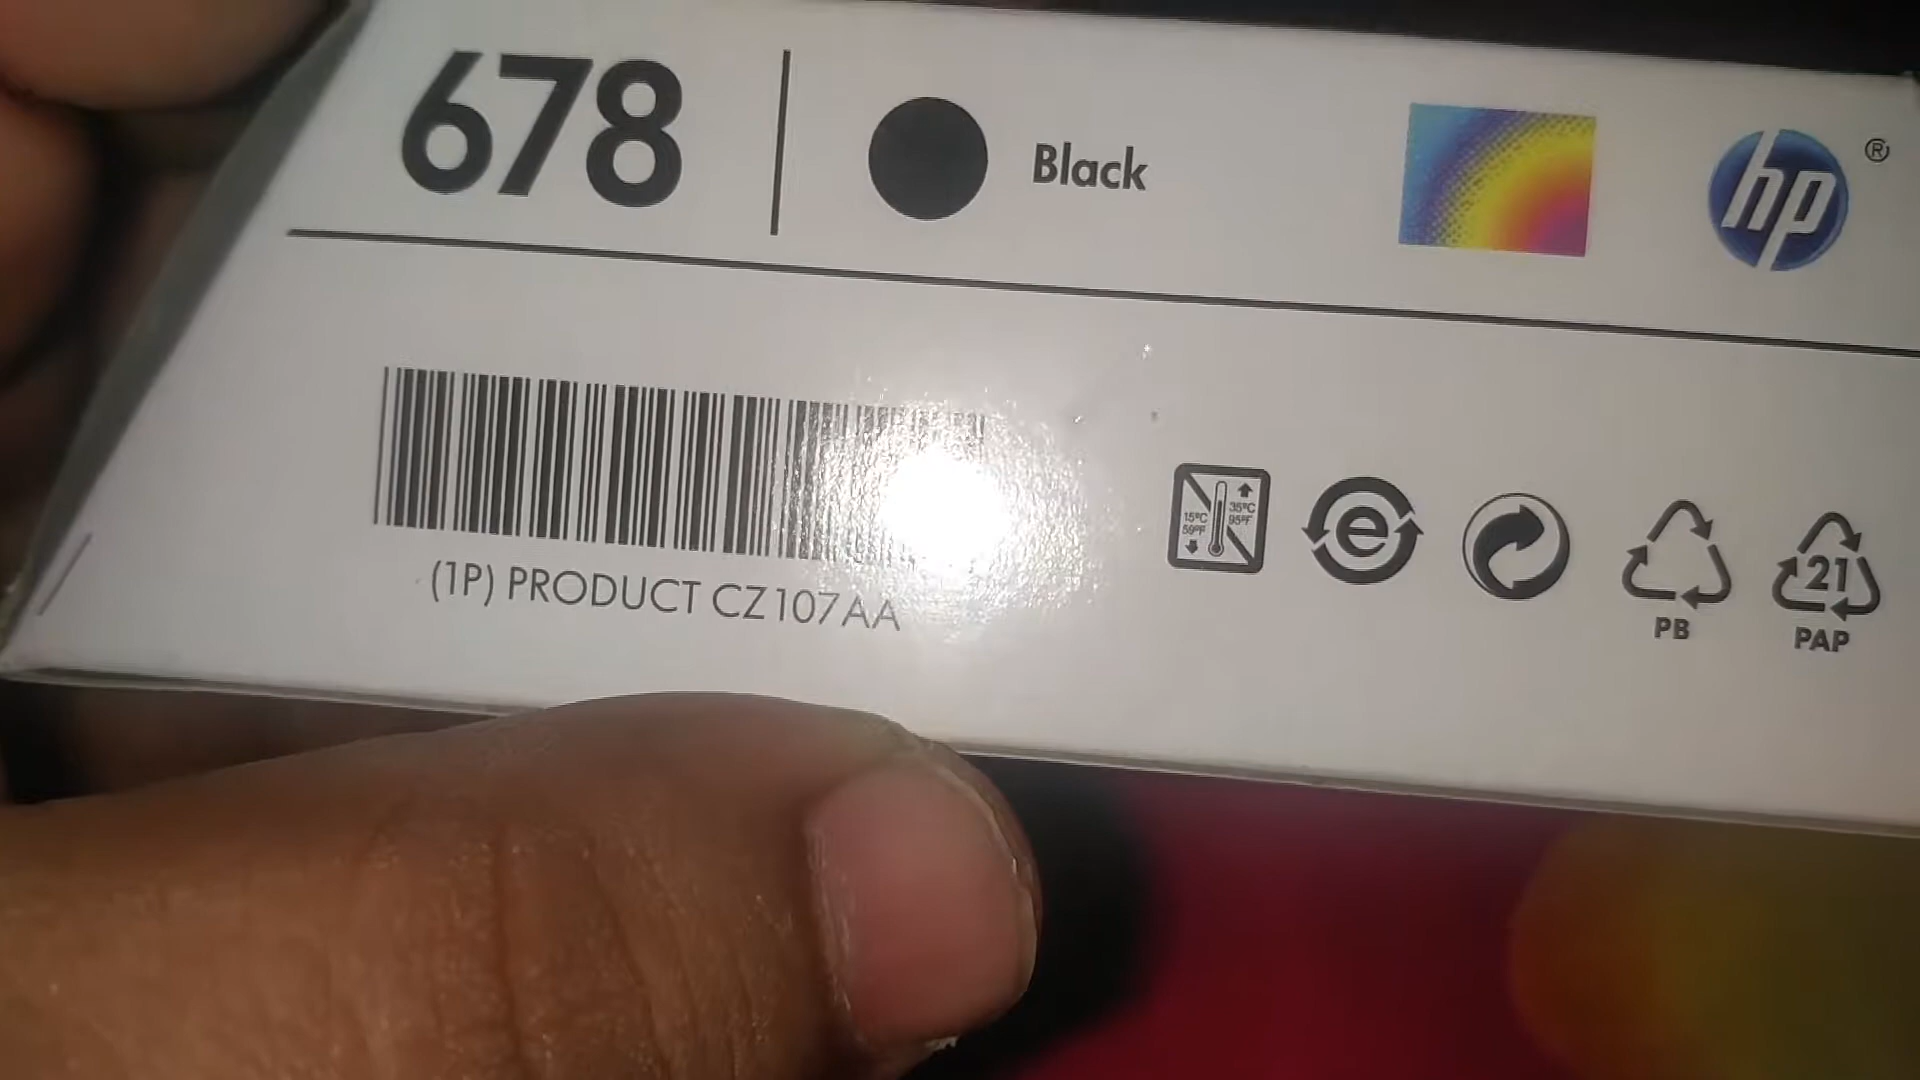 678 Black hp ®
15°C 59°F 35°C 95°F
e
21
(1P) PRODUCT CZ107AA
PB PAP